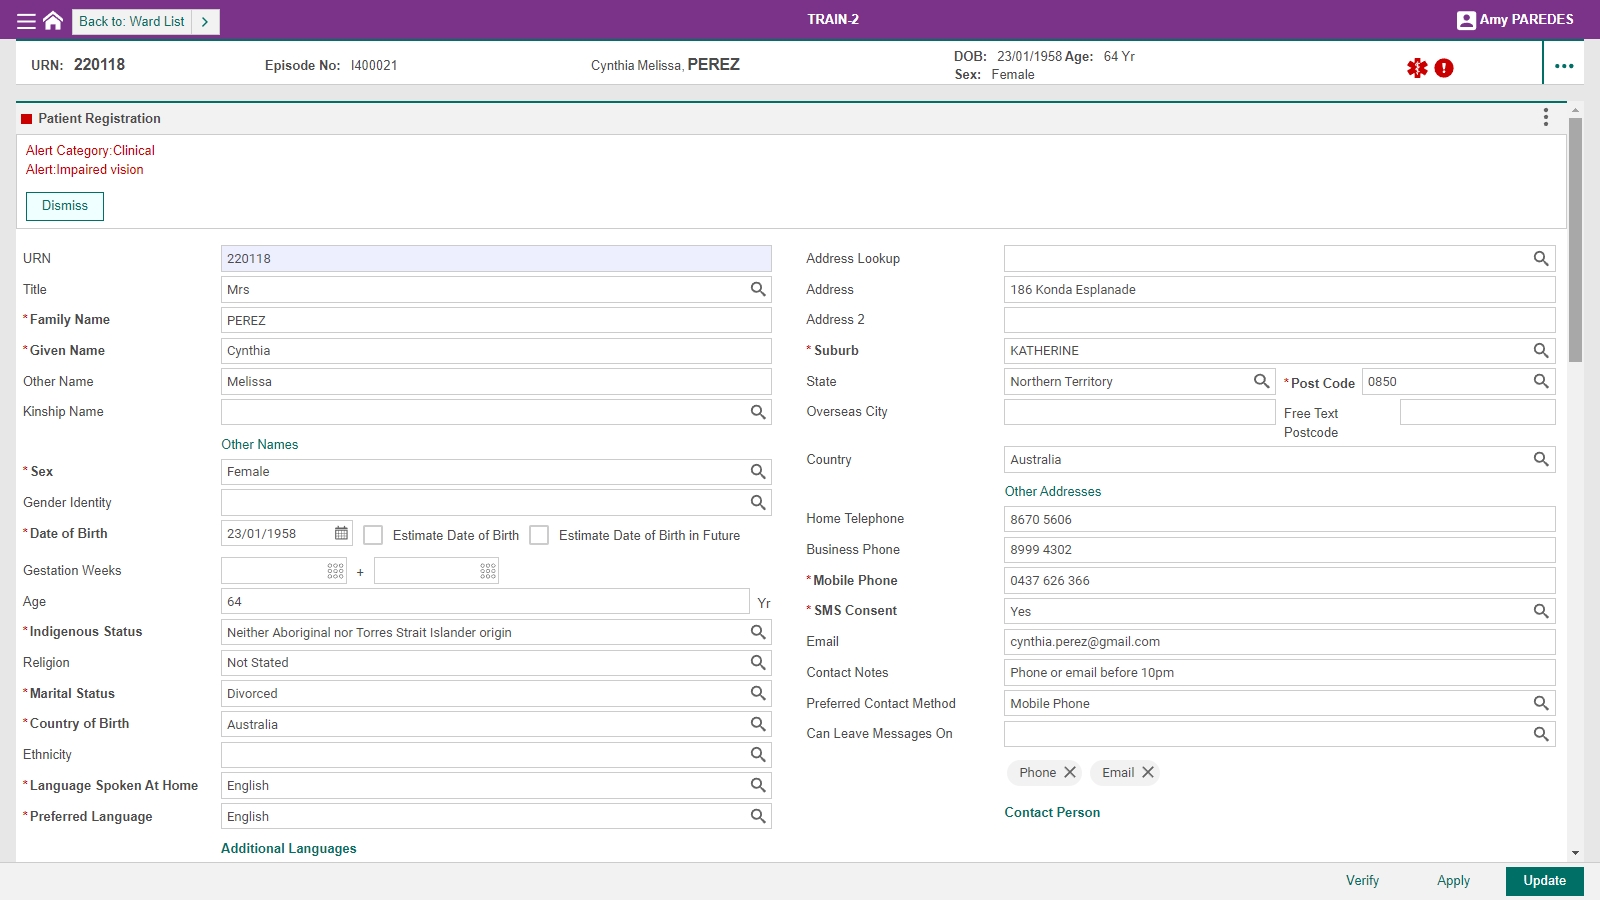 Back to: Ward List
TRAIN-2
Amy PAREDES
URN: 220118
Episode No: I400021
Cynthia Melissa, PEREZ
DOB: 23/01/1958 Age: 64 Yr
Sex: Female
Patient Registration
Alert Category:Clinical
Alert:Impaired vision
Dismiss
URN 220118
Title Mrs
*Family Name PEREZ
*Given Name Cynthia
Other Name Melissa
Kinship Name
Other Names
*Sex Female
Gender Identity
*Date of Birth 23/01/1958 Estimate Date of Birth Estimate Date of Birth in Future
Gestation Weeks +
Age 64 Yr
*Indigenous Status Neither Aboriginal nor Torres Strait Islander origin
Religion Not Stated
*Marital Status Divorced
*Country of Birth Australia
Ethnicity
*Language Spoken At Home English
*Preferred Language English
Additional Languages
Address Lookup
Address 186 Konda Esplanade
Address 2
*Suburb KATHERINE
State Northern Territory *Post Code 0850
Overseas City Free Text
Postcode
Country Australia
Other Addresses
Home Telephone 8670 5606
Business Phone 8999 4302
*Mobile Phone 0437 626 366
*SMS Consent Yes
Email cynthia.perez@gmail.com
Contact Notes Phone or email before 10pm
Preferred Contact Method Mobile Phone
Can Leave Messages On
Phone Email
Contact Person
Verify Apply Update